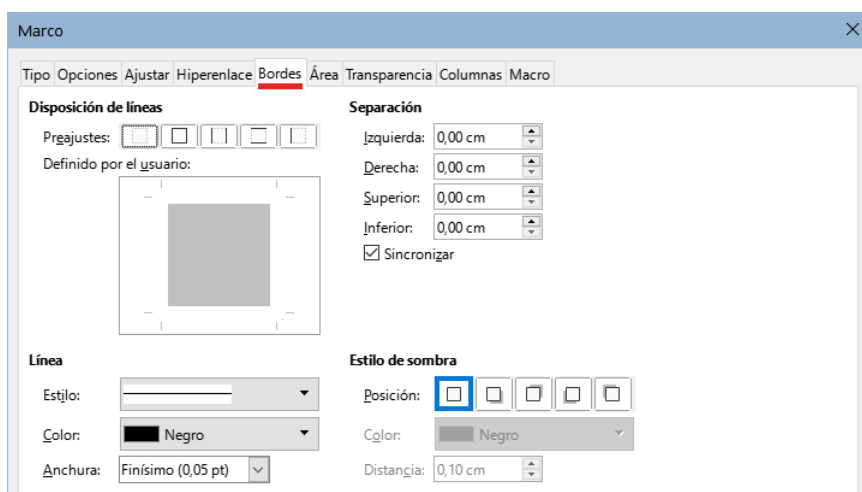 Marco
Tipo Opciones Ajustar Hiperenlace Bordes Área Transparencia Columnas Macro
Disposición de líneas
Preajustes:
Definido por el usuario:
Separación
Izquierda: 0,00 cm
Derecha: 0,00 cm
Superior: 0,00 cm
Inferior: 0,00 cm
Sincronizar
Línea
Estilo:
Color: Negro
Anchura: Finísimo (0,05 pt)
Estilo de sombra
Posición:
Color: Negro
Distancia: 0,10 cm